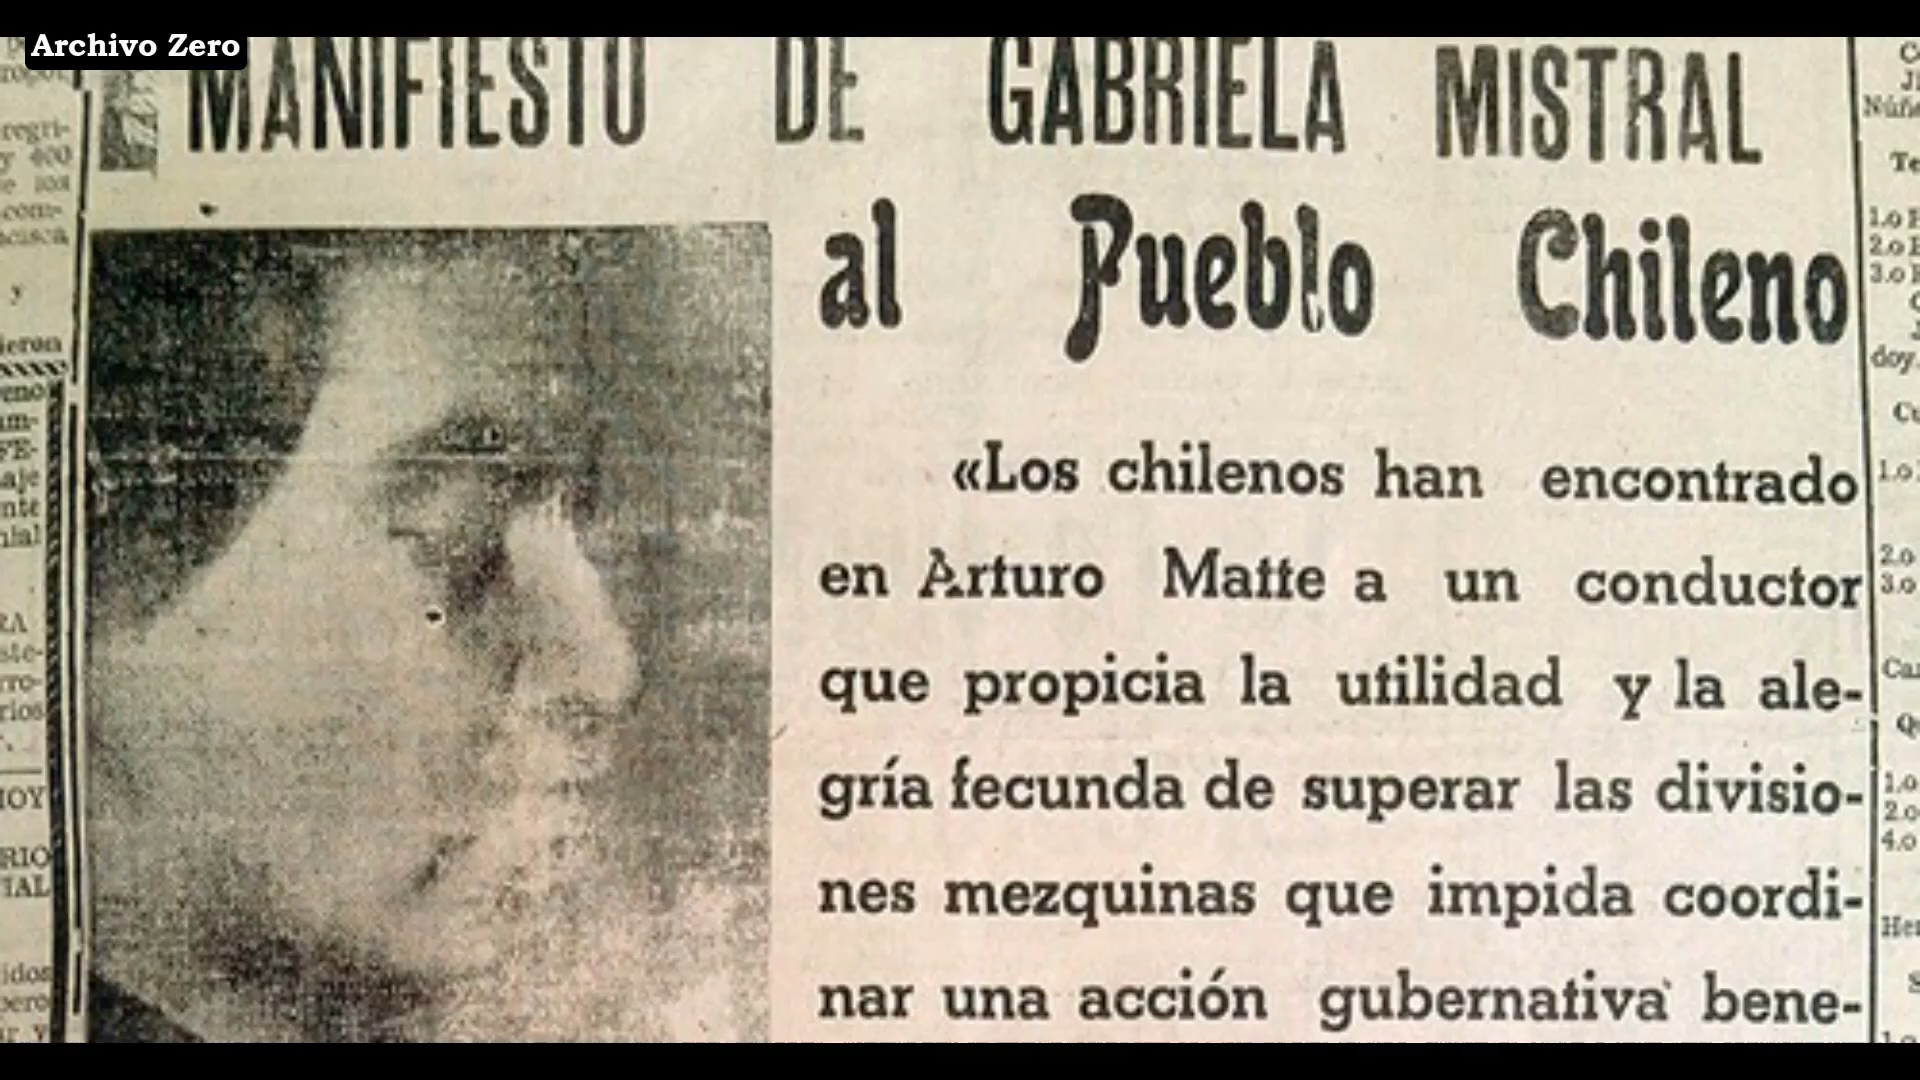 Archivo Zero
MANIFIESTO DE GABRIELA MISTRAL
al Pueblo Chileno
«Los chilenos han encontrado
en Arturo Matte a un conductor
que propicia la utilidad y la ale-
gría fecunda de superar las divisio-
nes mezquinas que impida coordi-
nar una acción gubernativa bene-